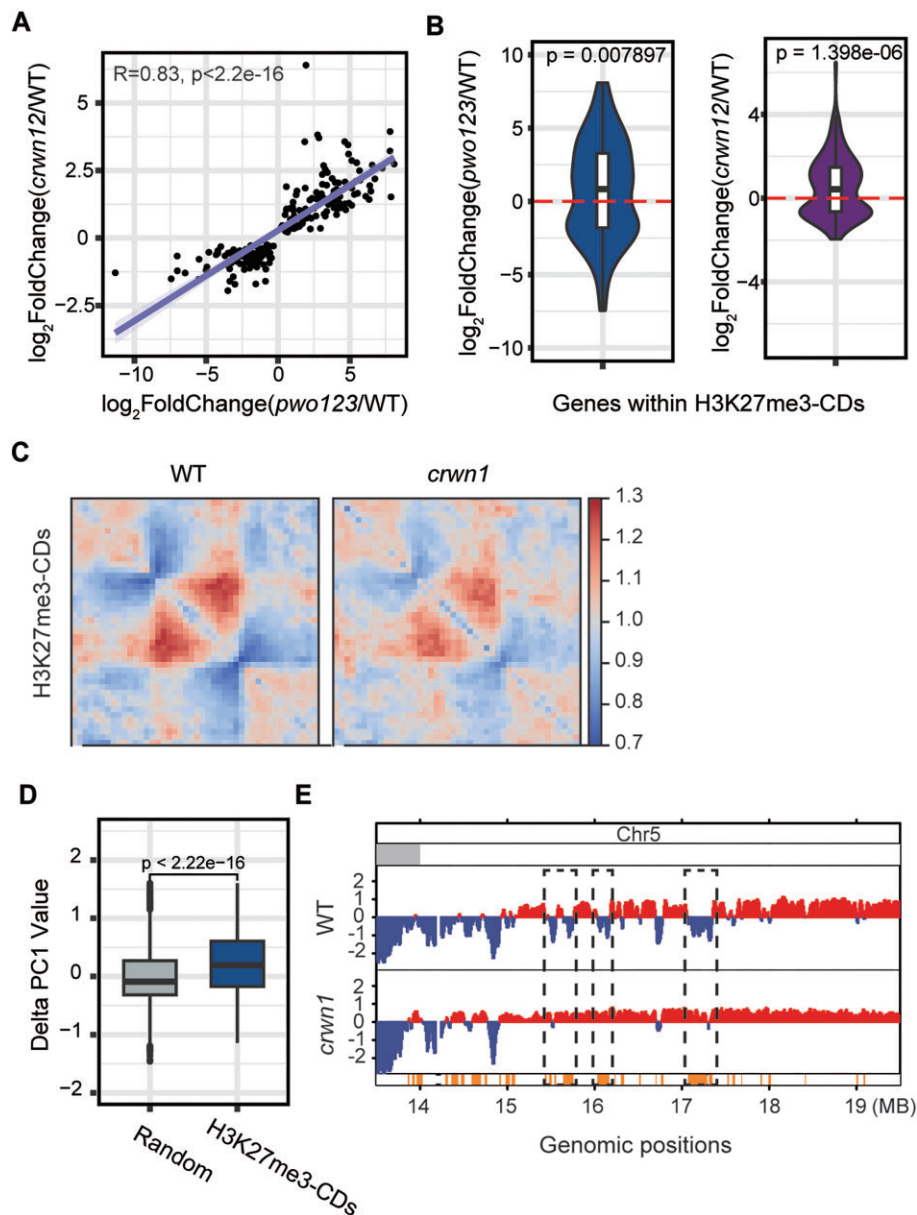 A
R=0.83, p<2.2e-16
log2FoldChange(crwn12/WT)
5.0
2.5
0
−2.5
−10
−5
0
5
log2FoldChange(pwo123/WT)
B
p = 0.007897
log2FoldChange(pwo123/WT)
10
5
0
−5
−10
p = 1.398e-06
log2FoldChange(crwn12/WT)
4
0
−4
Genes within H3K27me3-CDs
C
WT
crwn1
H3K27me3-CDs
1.3
1.2
1.1
1.0
0.9
0.8
0.7
D
p < 2.22e−16
Delta PC1 Value
2
1
0
−1
−2
Random
H3K27me3-CDs
E
Chr5
WT
2
1
0
-1
-2
crwn1
2
1
0
-1
-2
14 15 16 17 18 19 (MB)
Genomic positions